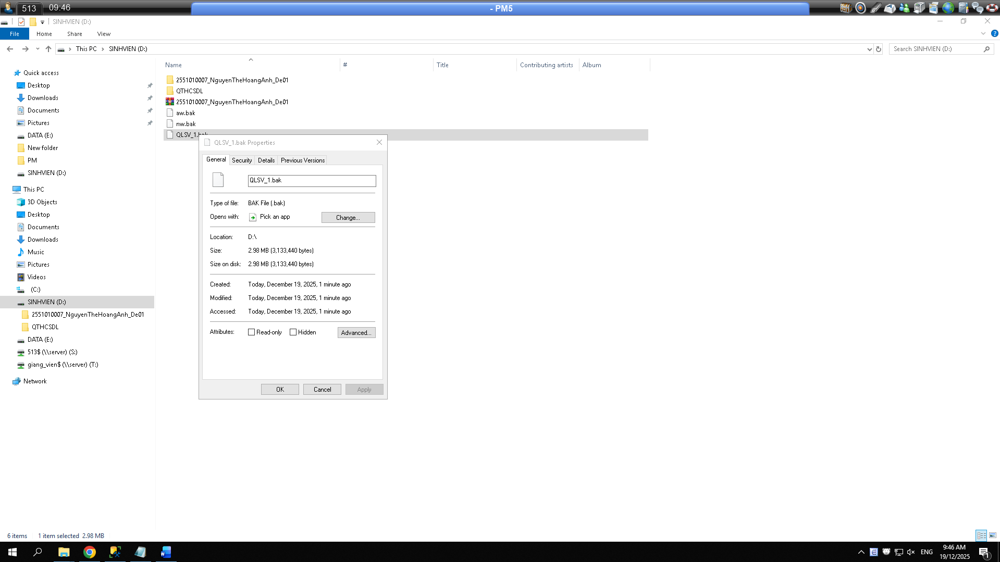 513
09:46
- PM5
SINHVIEN (D:)
File
Home
Share
View
This PC
SINHVIEN (D:)
Search SINHVIEN (D:)
Quick access
Desktop
Downloads
Documents
Pictures
DATA (E:)
New folder
PM
SINHVIEN (D:)
This PC
3D Objects
Desktop
Documents
Downloads
Music
Pictures
Videos
(C:)
SINHVIEN (D:)
2551010007_NguyenTheHoangAnh_De01
QTHCSDL
DATA (E:)
513$ (\\server) (S:)
giang_vien$ (\\server) (T:)
Network
Name
#
Title
Contributing artists
Album
2551010007_NguyenTheHoangAnh_De01
QTHCSDL
2551010007_NguyenTheHoangAnh_De01
aw.bak
nw.bak
QLSV_1.bak
QLSV_1.bak Properties
General
Security
Details
Previous Versions
QLSV_1.bak
Type of file: BAK File (.bak)
Opens with: Pick an app
Change...
Location: D:\
Size: 2.98 MB (3,133,440 bytes)
Size on disk: 2.98 MB (3,133,440 bytes)
Created: Today, December 19, 2025, 1 minute ago
Modified: Today, December 19, 2025, 1 minute ago
Accessed: Today, December 19, 2025, 1 minute ago
Attributes: Read-only Hidden
Advanced...
OK
Cancel
Apply
6 items
1 item selected 2.98 MB
ENG
9:46 AM
19/12/2025
1